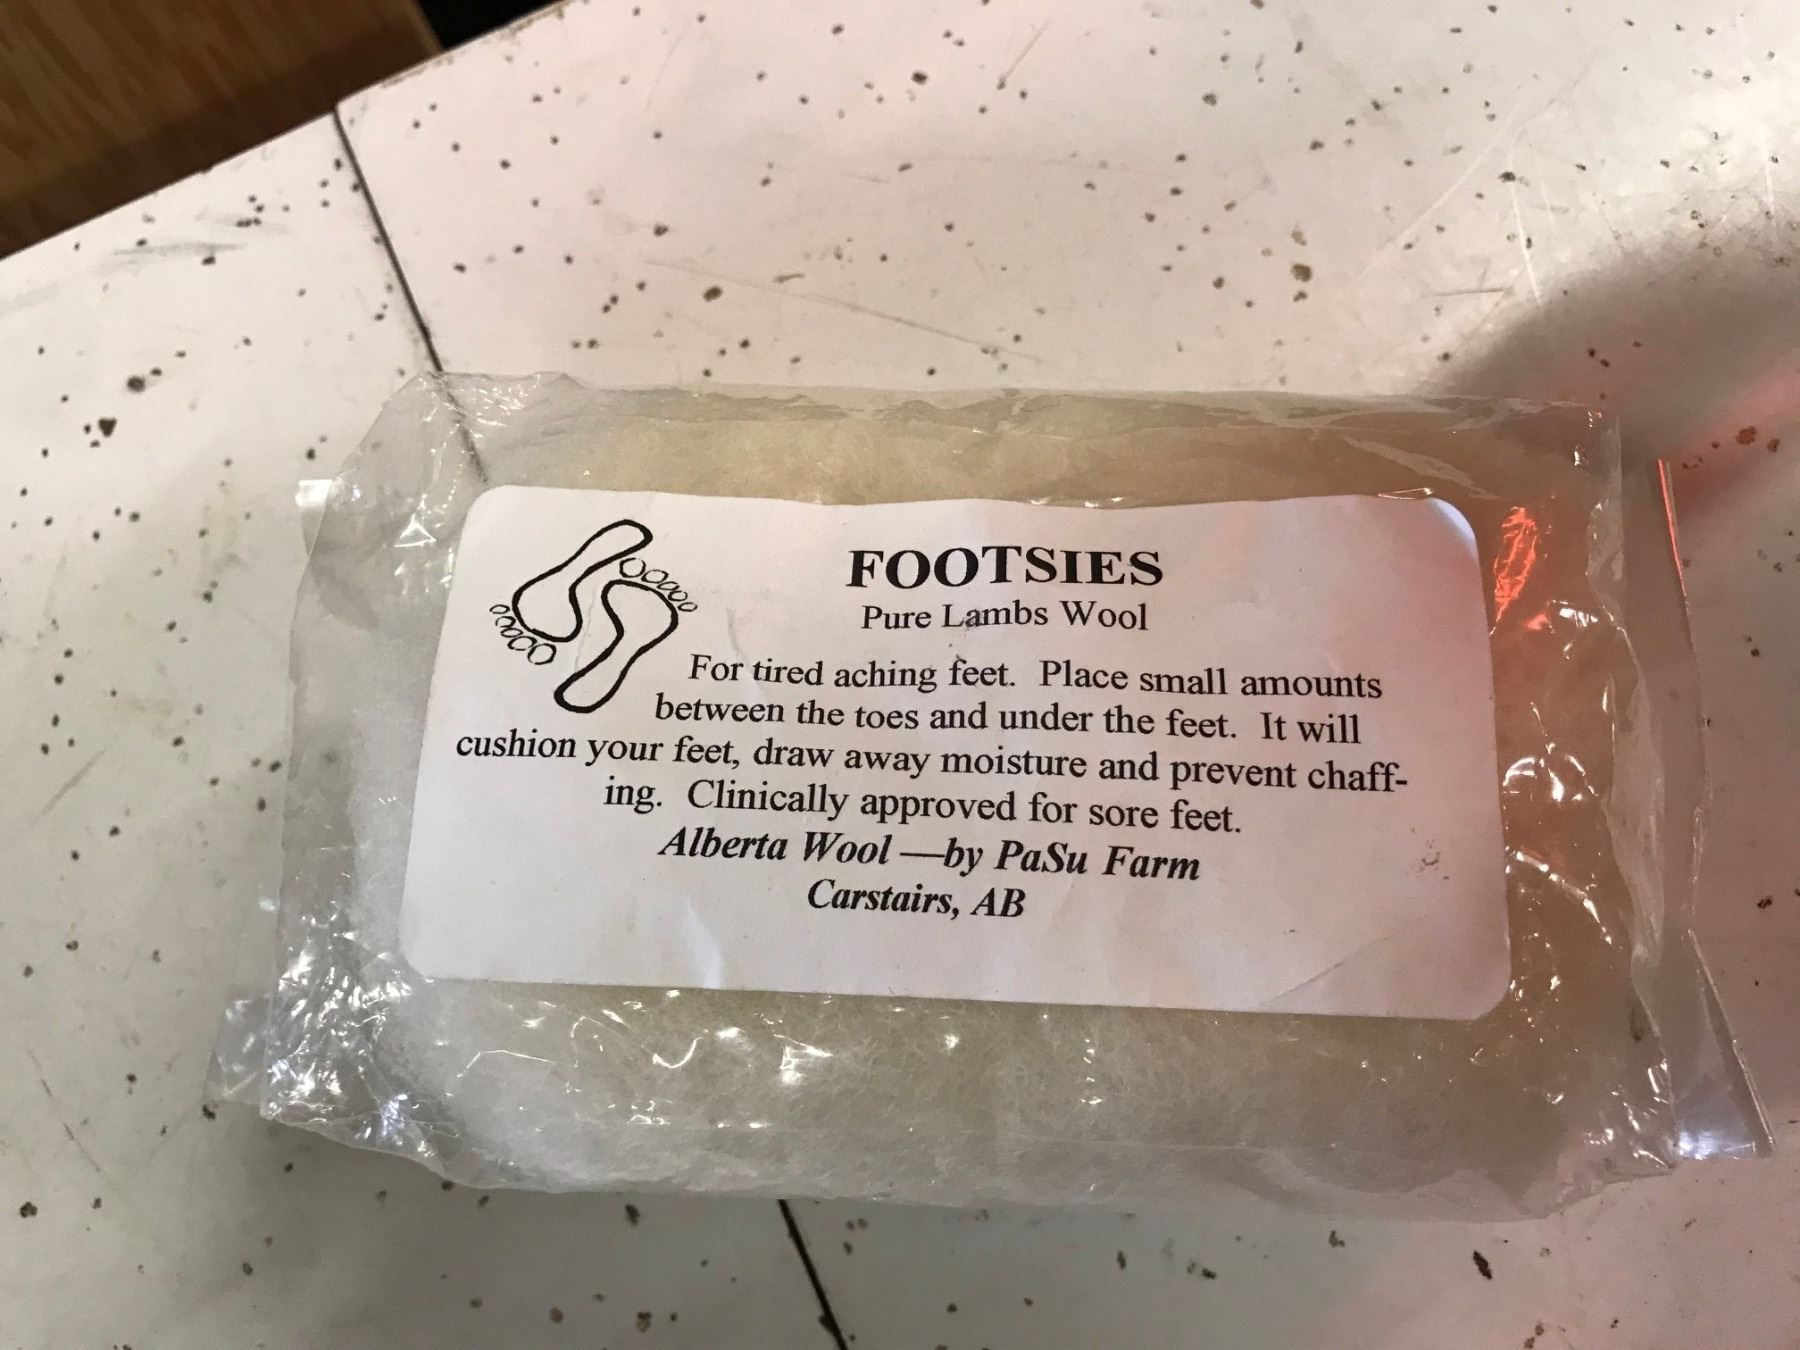 FOOTSIES
Pure Lambs Wool
For tired aching feet.  Place small amounts
between the toes and under the feet.  It will
cushion your feet, draw away moisture and prevent chaff-
ing.  Clinically approved for sore feet.
Alberta Wool —by PaSu Farm
Carstairs, AB